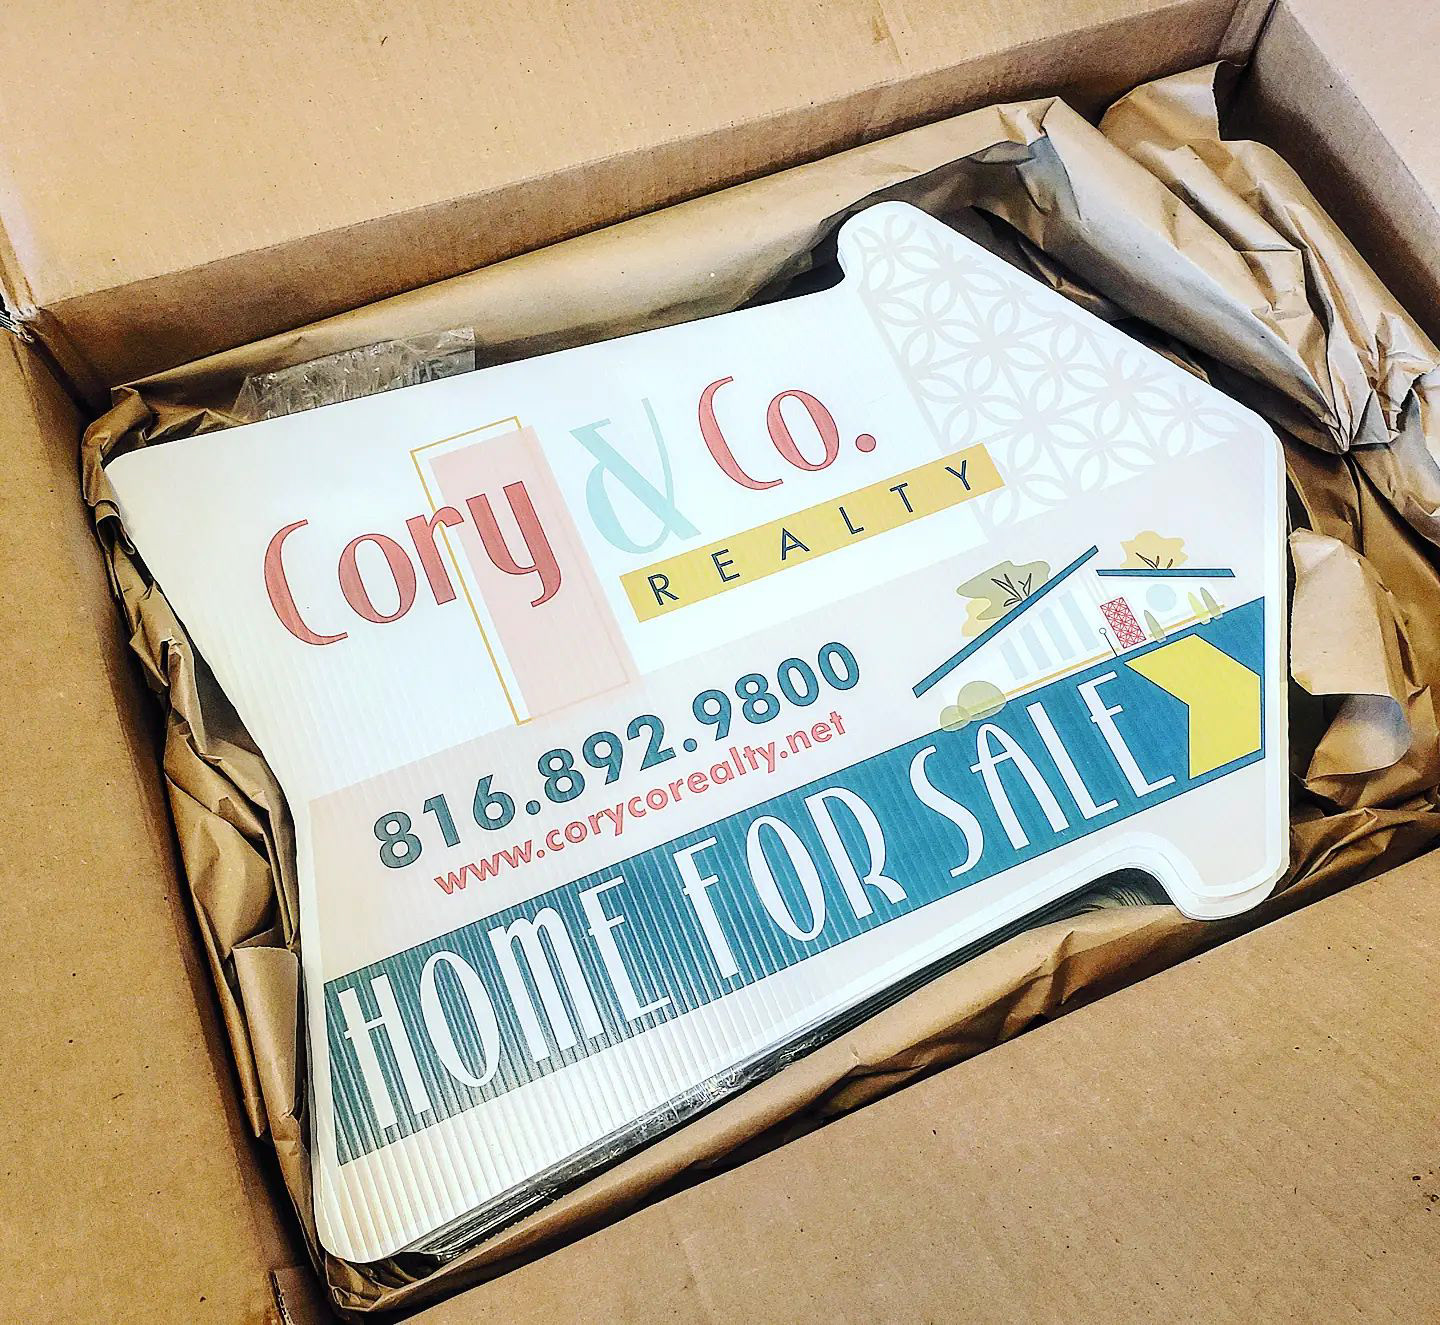 Cory & Co.
REALTY
816.892.9800
www.corycorealty.net
HOME FOR SALE